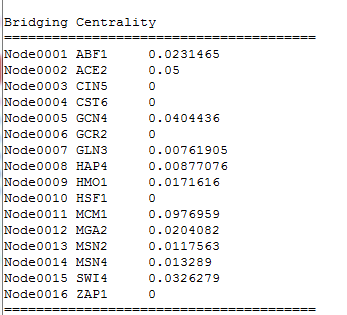 Bridging Centrality
=======================================
Node0001 ABF1 0.0231465
Node0002 ACE2 0.05
Node0003 CIN5 0
Node0004 CST6 0
Node0005 GCN4 0.0404436
Node0006 GCR2 0
Node0007 GLN3 0.00761905
Node0008 HAP4 0.00877076
Node0009 HMO1 0.0171616
Node0010 HSF1 0
Node0011 MCM1 0.0976959
Node0012 MGA2 0.0204082
Node0013 MSN2 0.0117563
Node0014 MSN4 0.013289
Node0015 SWI4 0.0326279
Node0016 ZAP1 0
=======================================